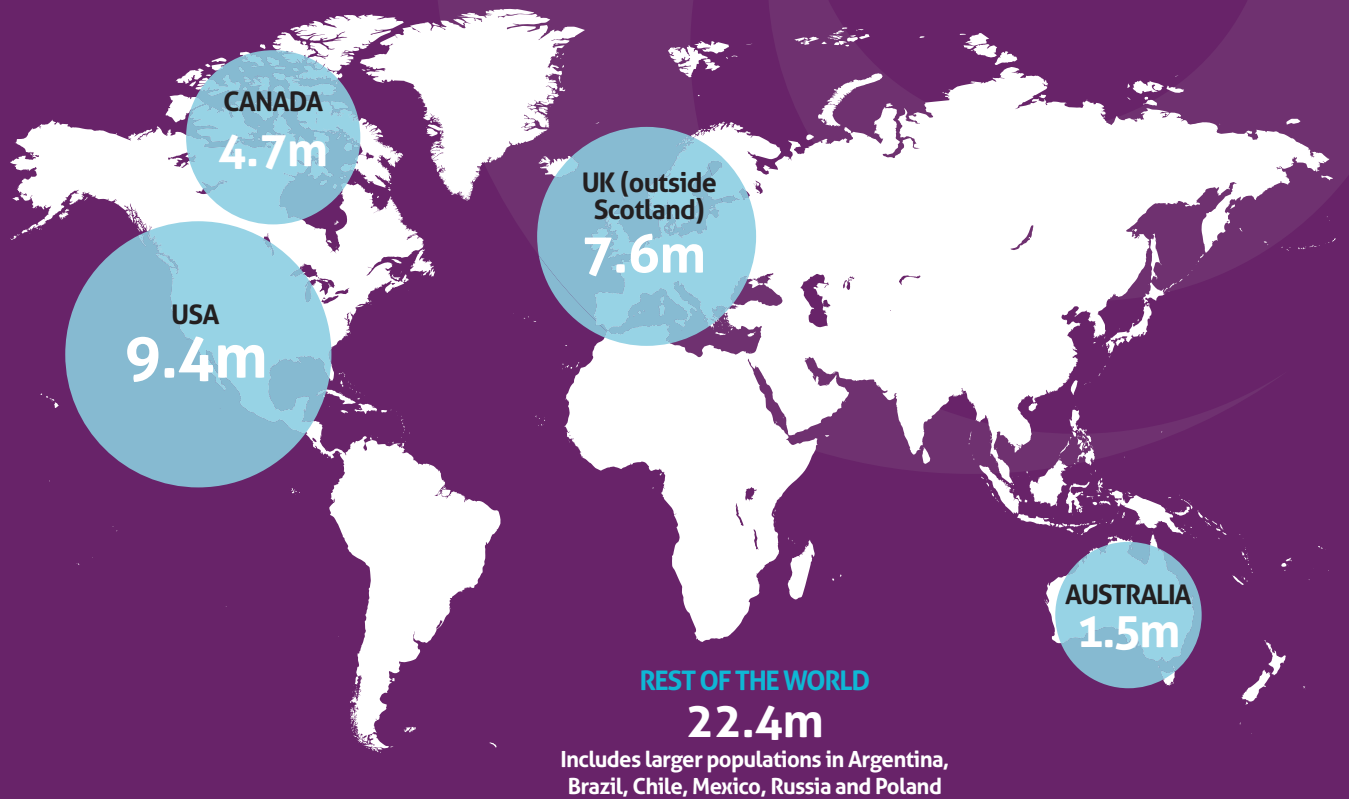 CANADA
4.7m
UK (outside
Scotland)
7.6m
USA
9.4m
AUSTRALIA
1.5m
REST OF THE WORLD
22.4m
Includes larger populations in Argentina,
Brazil, Chile, Mexico, Russia and Poland